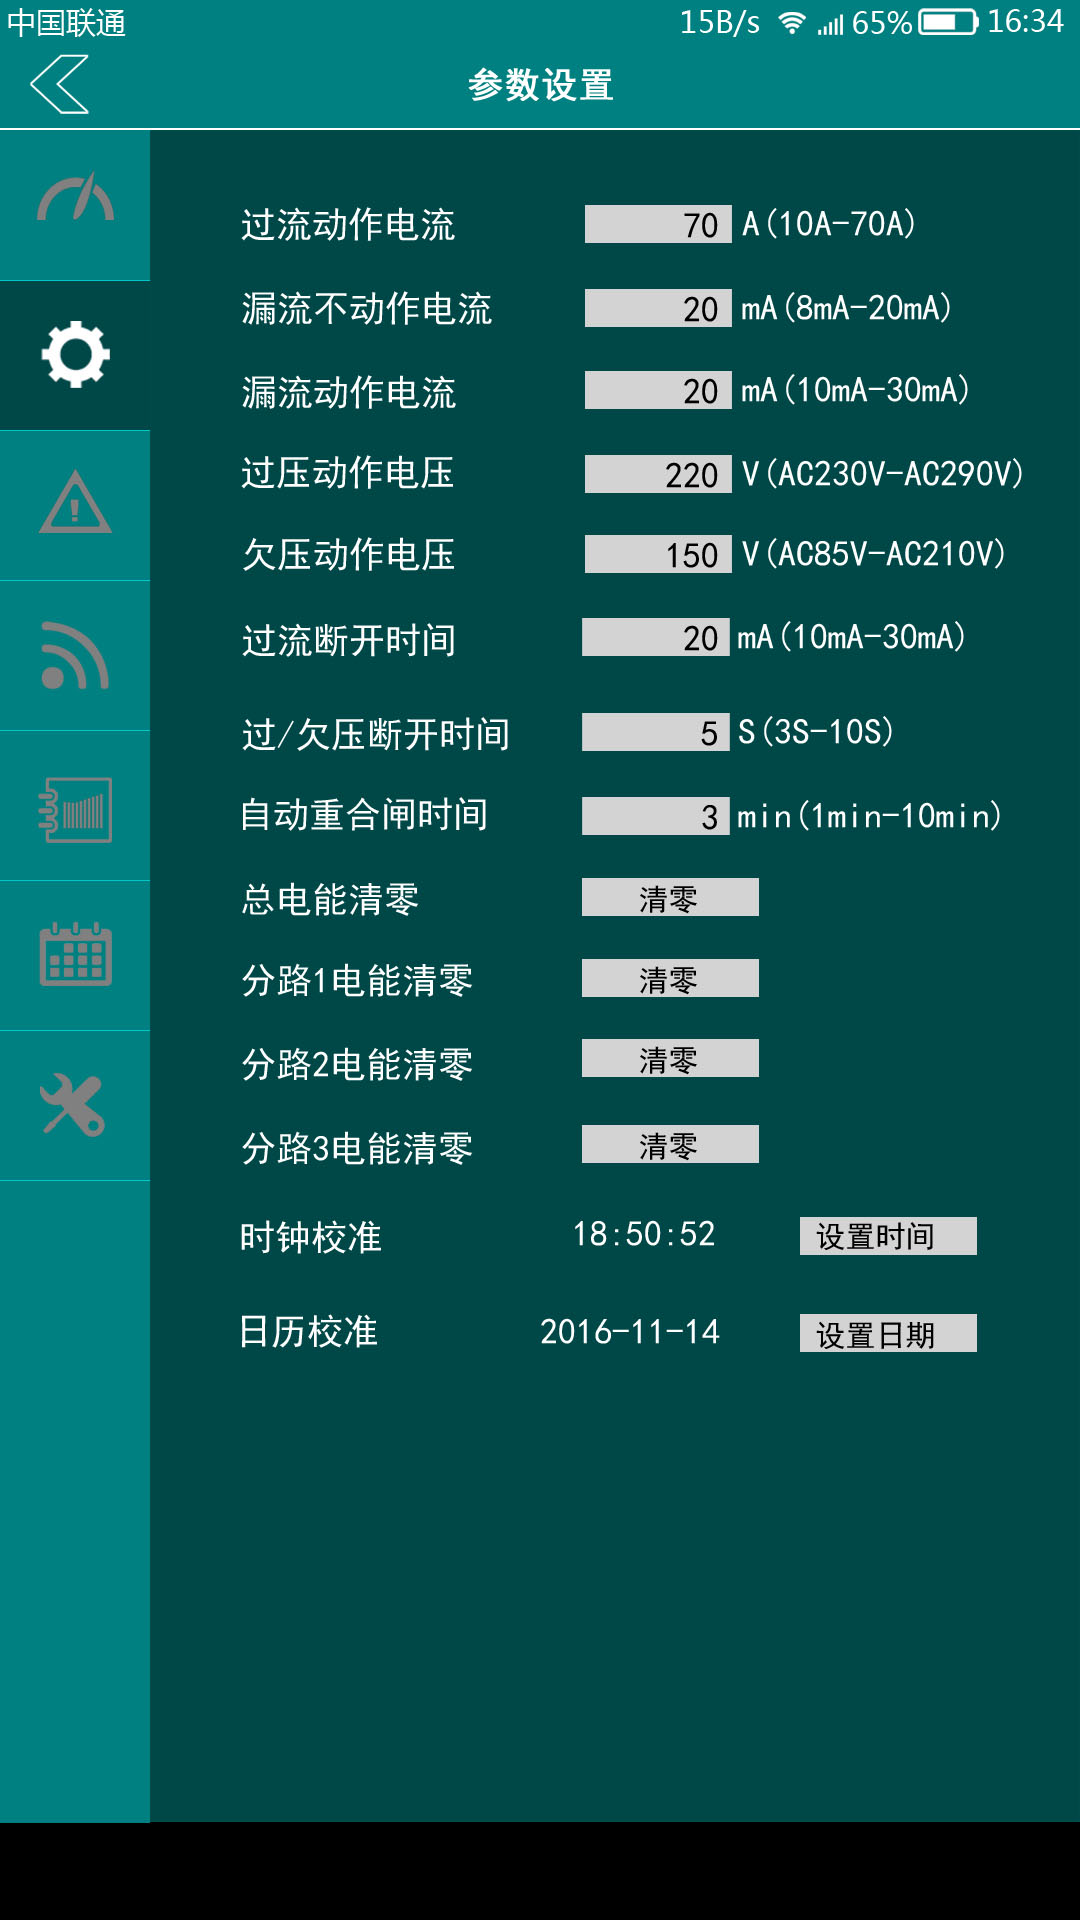 中国联通 15B/s 65% 16:34
参数设置
过流动作电流 70 A(10A-70A)
漏流不动作电流 20 mA(8mA-20mA)
漏流动作电流 20 mA(10mA-30mA)
过压动作电压 220 V(AC230V-AC290V)
欠压动作电压 150 V(AC85V-AC210V)
过流断开时间 20 mA(10mA-30mA)
过/欠压断开时间 5 S(3S-10S)
自动重合闸时间 3 min(1min-10min)
总电能清零 清零
分路1电能清零 清零
分路2电能清零 清零
分路3电能清零 清零
时钟校准 18:50:52 设置时间
日历校准 2016-11-14 设置日期